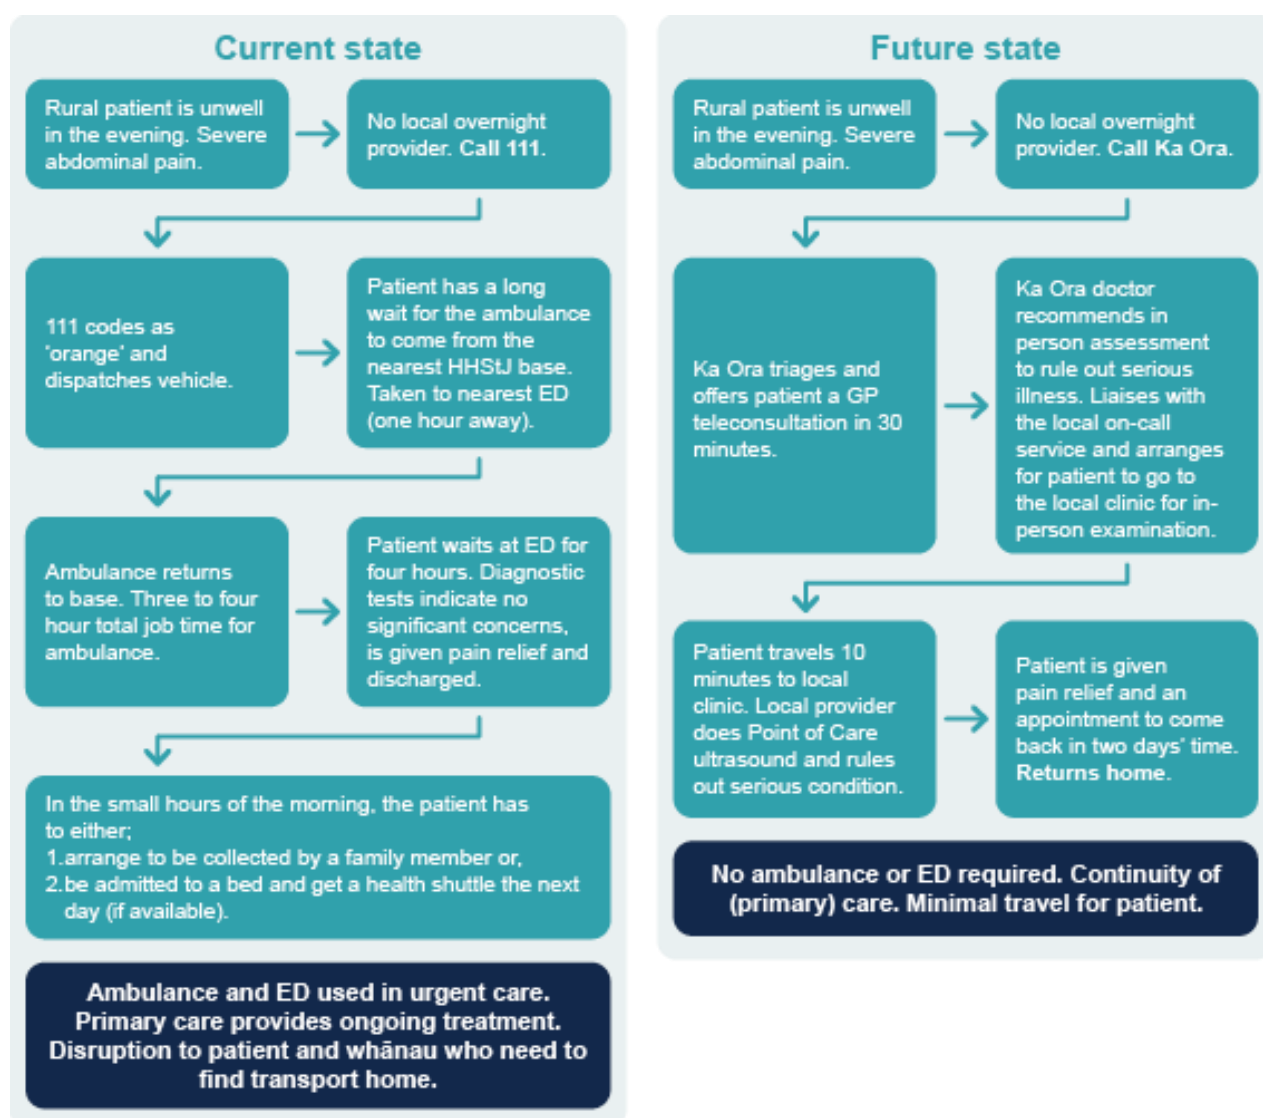 Current state
Rural patient is unwell
in the evening. Severe
abdominal pain.
No local overnight
provider. Call 111.
111 codes as
'orange' and
dispatches vehicle.
Patient has a long
wait for the ambulance
to come from the
nearest HHStJ base.
Taken to nearest ED
(one hour away).
Ambulance returns
to base. Three to four
hour total job time for
ambulance.
Patient waits at ED for
four hours. Diagnostic
tests indicate no
significant concerns,
is given pain relief and
discharged.
In the small hours of the morning, the patient has
to either;
1.arrange to be collected by a family member or,
2.be admitted to a bed and get a health shuttle the next
day (if available).
Ambulance and ED used in urgent care.
Primary care provides ongoing treatment.
Disruption to patient and whānau who need to
find transport home.
Future state
Rural patient is unwell
in the evening. Severe
abdominal pain.
No local overnight
provider. Call Ka Ora.
Ka Ora triages and
offers patient a GP
teleconsultation in 30
minutes.
Ka Ora doctor
recommends in
person assessment
to rule out serious
illness. Liaises with
the local on-call
service and arranges
for patient to go to
the local clinic for in-
person examination.
Patient travels 10
minutes to local
clinic. Local provider
does Point of Care
ultrasound and rules
out serious condition.
Patient is given
pain relief and an
appointment to come
back in two days' time.
Returns home.
No ambulance or ED required. Continuity of
(primary) care. Minimal travel for patient.